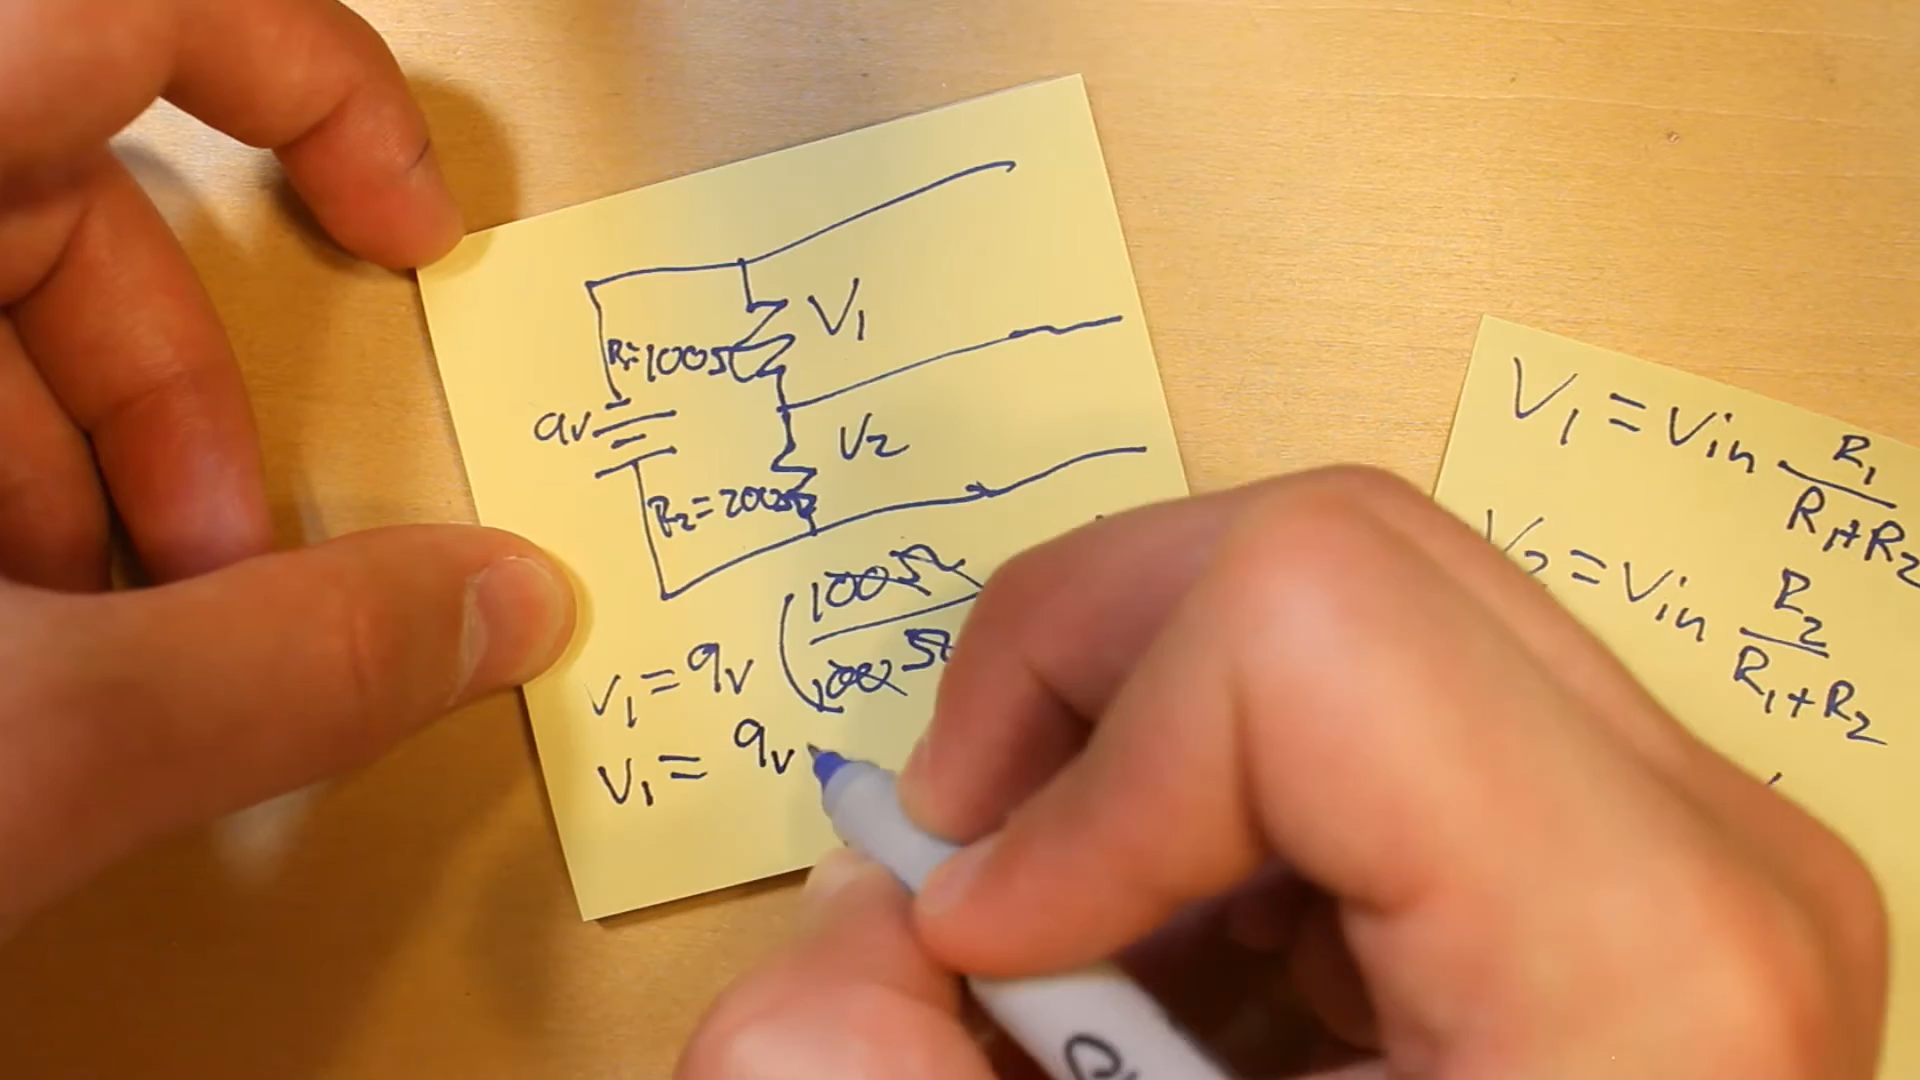 V1
R1=100Ω
9v
V2
R2=200Ω
V1=9v (100Ω
V1= 9v
V1 = Vin R1
R1+R2
V2 = Vin R2
R1+R2